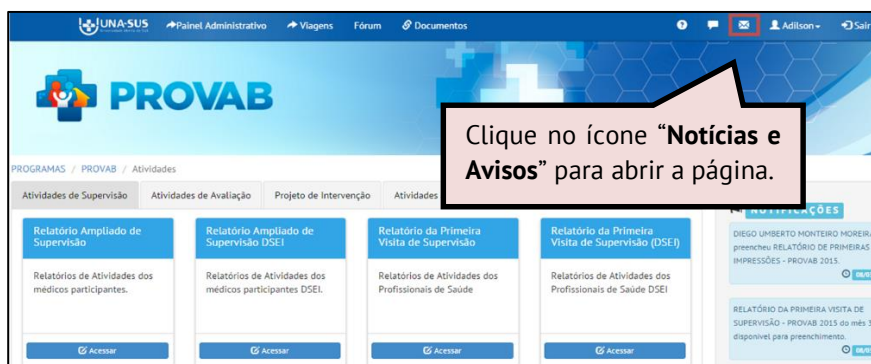 UNA-SUS
Painel Administrativo
Viagens
Fórum
Documentos
Adilson
Sair
PROVAB
Clique no ícone “Notícias e
Avisos” para abrir a página.
PROGRAMAS / PROVAB / Atividades
Atividades de Supervisão
Atividades de Avaliação
Projeto de Intervenção
Atividades
NOTIFICAÇÕES
Relatório Ampliado de
Supervisão
Relatórios de Atividades dos
médicos participantes.
Acessar
Relatório Ampliado de
Supervisão DSEI
Relatórios de Atividades dos
médicos participantes DSEI.
Acessar
Relatório da Primeira
Visita de Supervisão
Relatórios de Atividades dos
Profissionais de Saúde
Acessar
Relatório da Primeira
Visita de Supervisão (DSEI)
Relatórios de Atividades dos
Profissionais de Saúde DSEI
Acessar
DIEGO UMBERTO MONTEIRO MOREIRA
preencheu RELATÓRIO DE PRIMEIRAS
IMPRESSÕES - PROVAB 2015.
RELATÓRIO DA PRIMEIRA VISITA DE
SUPERVISÃO - PROVAB 2015 do mês 3
disponivel para preenchimento.